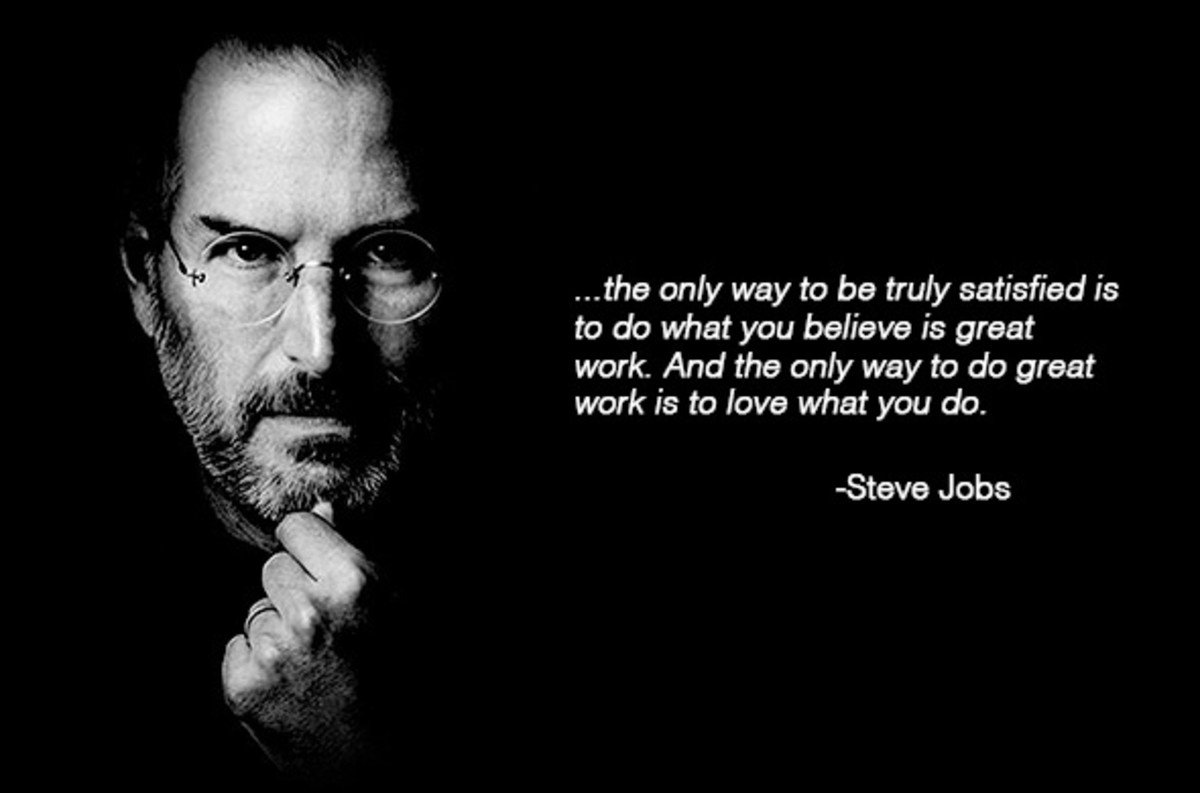 ...the only way to be truly satisfied is
to do what you believe is great
work. And the only way to do great
work is to love what you do.
-Steve Jobs